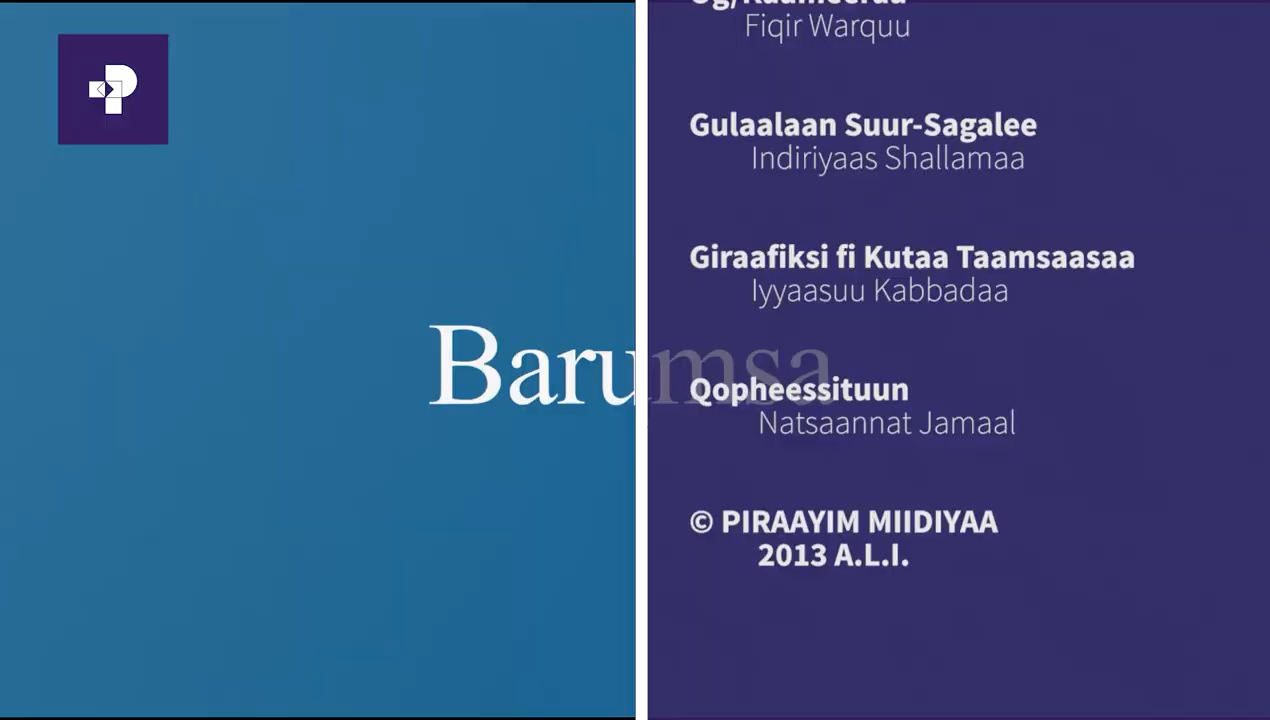 Fiqir Warquu
Gulaalaan Suur-Sagalee
Indiriyaas Shallamaa
Giraafiksi fi Kutaa Taamsaasaa
Iyyaasuu Kabbadaa
Barumsa
Qopheessituun
Natsaannat Jamaal
© PIRAAYIM MIIDIYAA
2013 A.L.I.